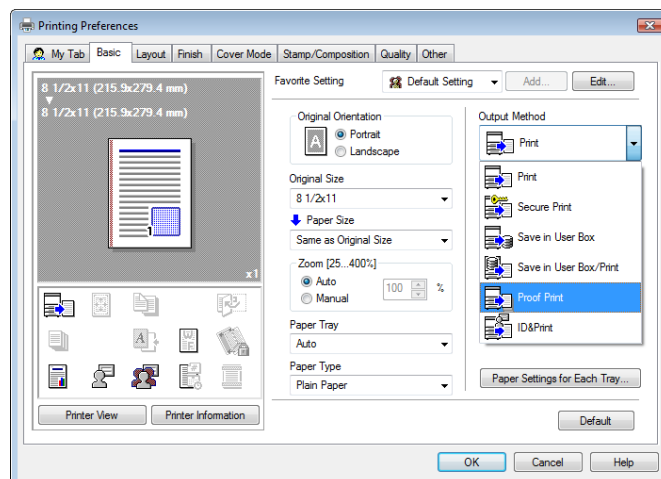 Printing Preferences
My Tab Basic Layout Finish Cover Mode Stamp/Composition Quality Other
8 1/2x11 (215.9x279.4 mm)
8 1/2x11 (215.9x279.4 mm)
1
x1
Printer View Printer Information
Favorite Setting Default Setting Add... Edit...
Original Orientation
A
Portrait
Landscape
Original Size
8 1/2x11
Paper Size
Same as Original Size
Zoom [25...400%]
Auto
Manual
100 %
Paper Tray
Auto
Paper Type
Plain Paper
Output Method
Print
Print
Secure Print
Save in User Box
Save in User Box/Print
Proof Print
ID&Print
Paper Settings for Each Tray...
Default
OK Cancel Help